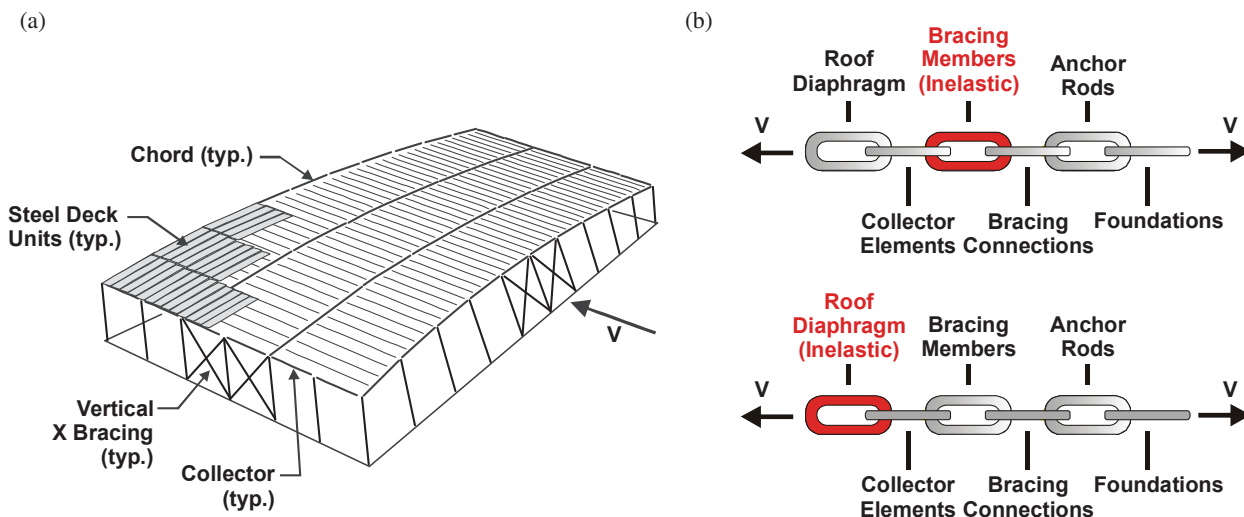 (a)
Chord (typ.)
Steel Deck
Units (typ.)
Vertical
X Bracing
(typ.)
Collector
(typ.)
V
(b)
Roof
Diaphragm
Bracing
Members
(Inelastic)
Anchor
Rods
V
V
Collector
Elements
Bracing
Connections
Foundations
Roof
Diaphragm
(Inelastic)
Bracing
Members
Anchor
Rods
V
V
Collector
Elements
Bracing
Connections
Foundations